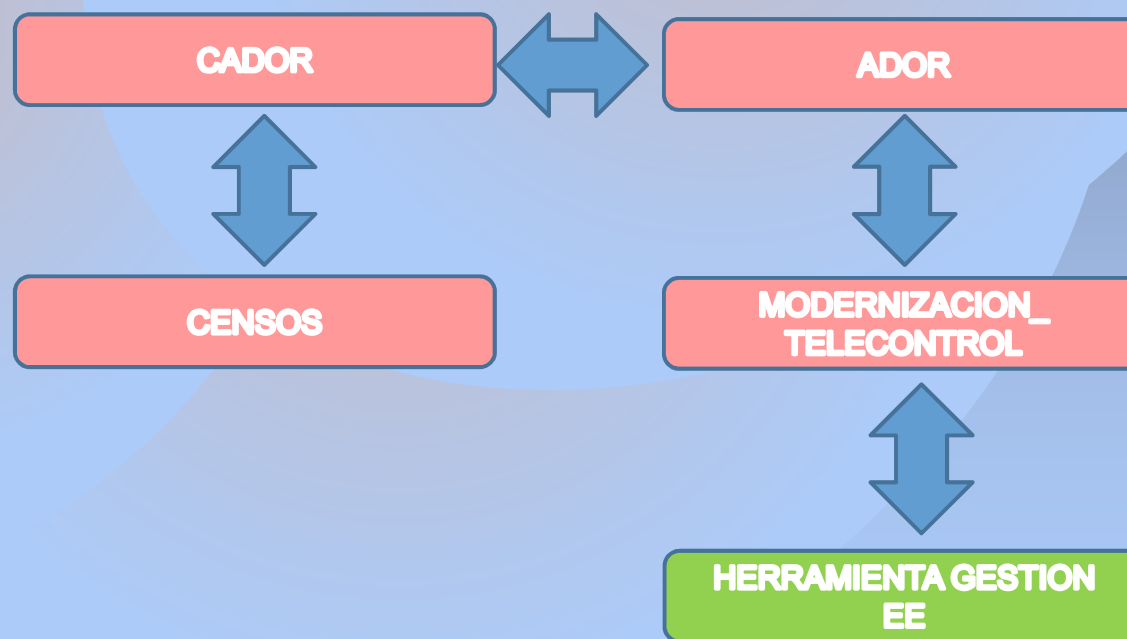 CADOR
ADOR
CENSOS
MODERNIZACION_
TELECONTROL
HERRAMIENTA GESTION
EE